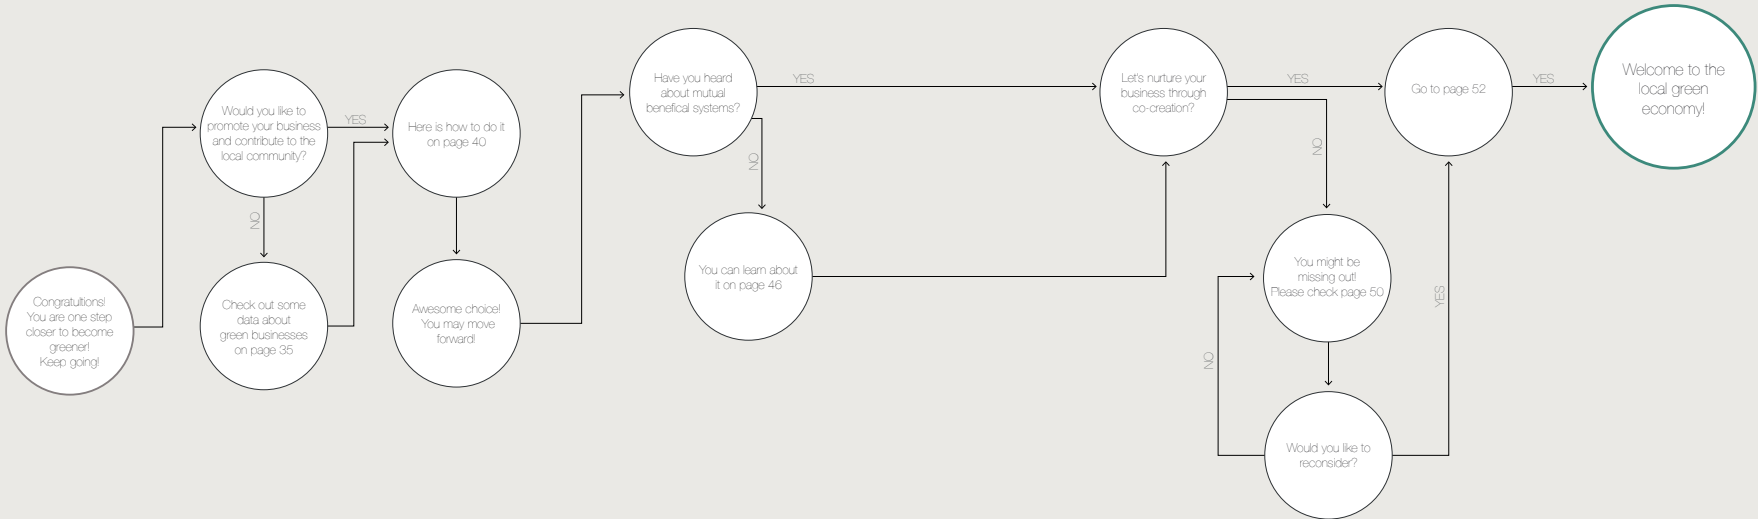 Congratultions!
You are one step
closer to become
greener!
Keep going!
Would you like to
promote your business
and contribute to the
local community?
YES
NO
Check out some
data about
green businesses
on page 35
Here is how to do it
on page 40
Awesome choice!
You may move
forward!
Have you heard
about mutual
benefical systems?
YES
NO
You can learn about
it on page 46
Let's nurture your
business through
co-creation?
YES
NO
You might be
missing out!
Please check page 50
Would you like to
reconsider?
NO
YES
Go to page 52
YES
Welcome to the
local green
economy!